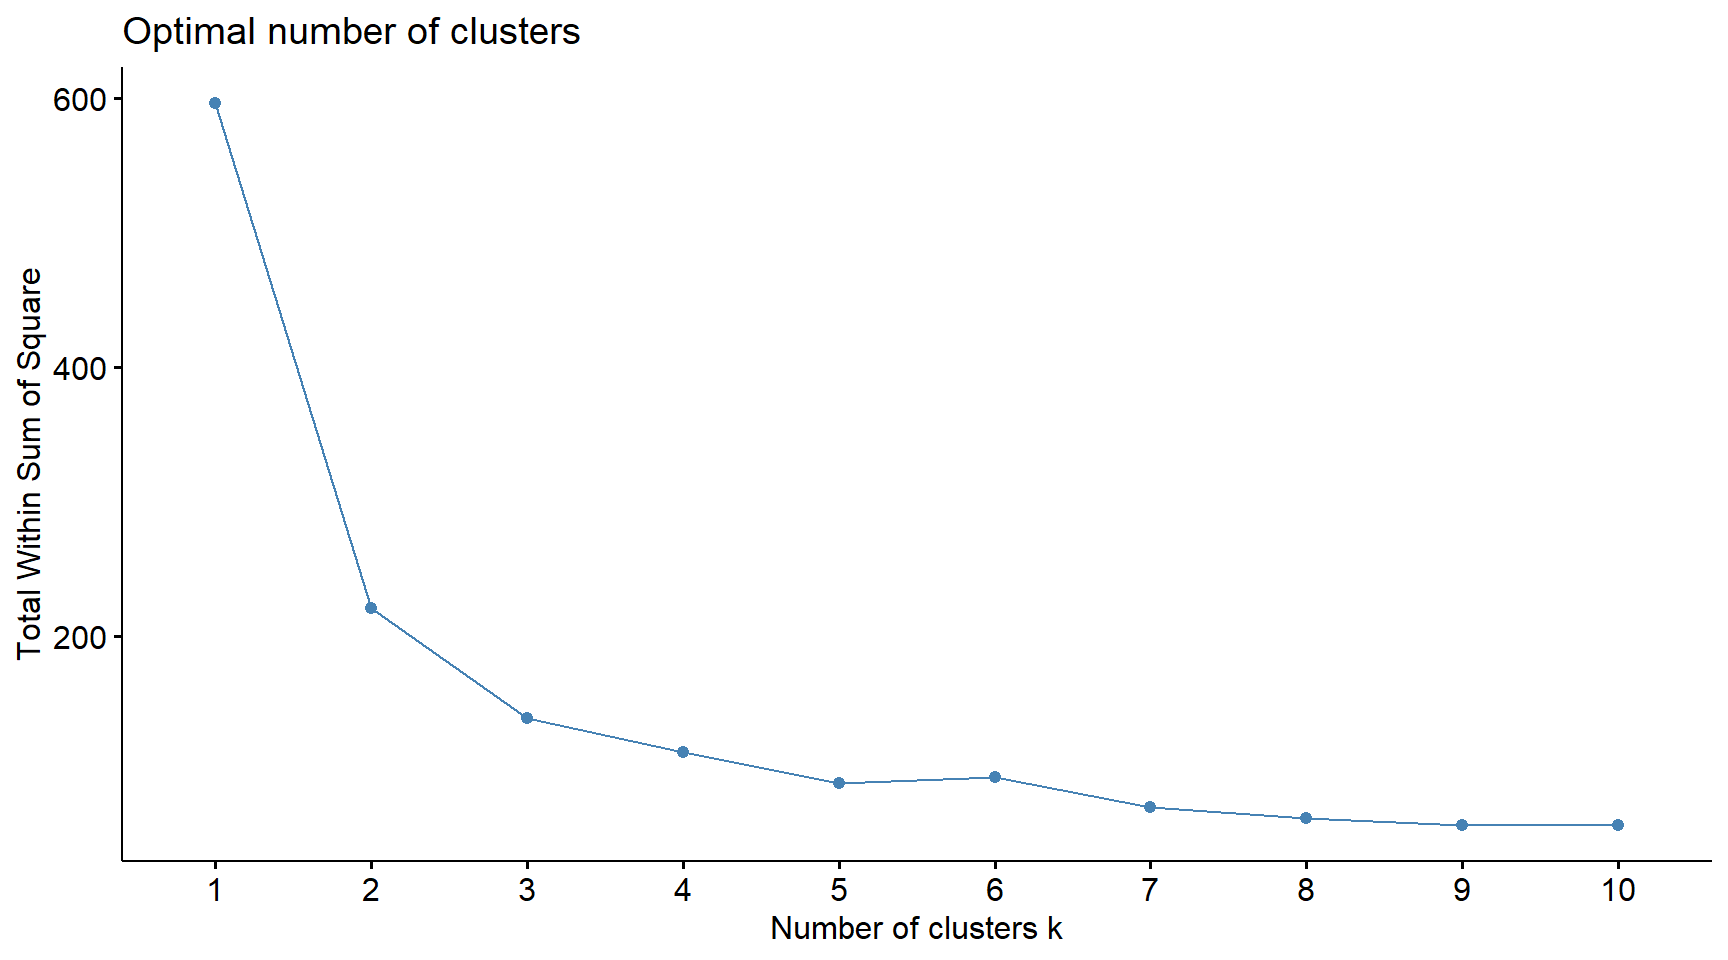 Optimal number of clusters
Total Within Sum of Square
600
400
200
1 2 3 4 5 6 7 8 9 10
Number of clusters k